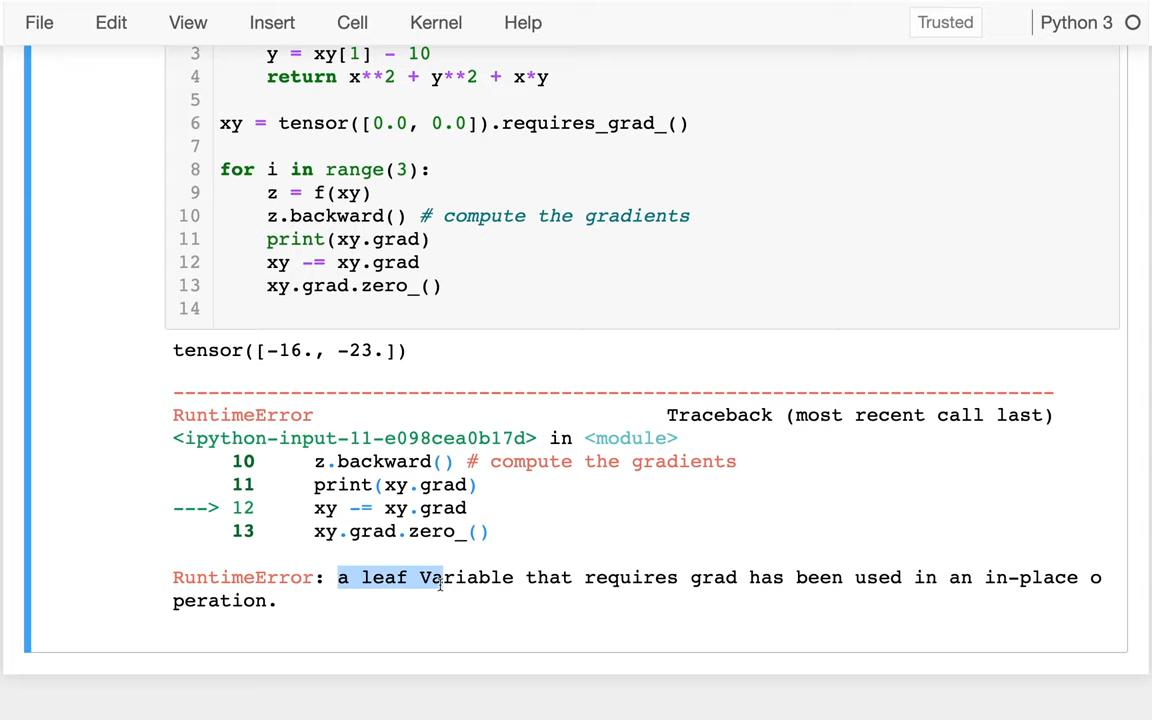 File Edit View Insert Cell Kernel Help Trusted Python 3
3 y = xy[1] - 10
4 return x**2 + y**2 + x*y
5
6 xy = tensor([0.0, 0.0]).requires_grad_()
7
8 for i in range(3):
9 z = f(xy)
10 z.backward() # compute the gradients
11 print(xy.grad)
12 xy -= xy.grad
13 xy.grad.zero_()
14
tensor([-16., -23.])
---------------------------------------------------------------------------
RuntimeError Traceback (most recent call last)
<ipython-input-11-e098cea0b17d> in <module>
10 z.backward() # compute the gradients
11 print(xy.grad)
---> 12 xy -= xy.grad
13 xy.grad.zero_()
RuntimeError: a leaf Variable that requires grad has been used in an in-place o
peration.